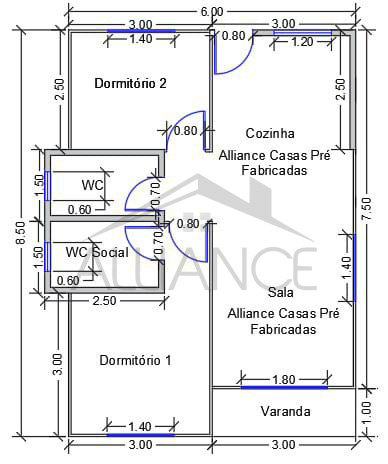 6.00
3.00 3.00
1.40 0.80 1.20
2.50 Dormitório 2 2.50
0.80 Cozinha
Alliance Casas Pré
Fabricadas
1.50 WC 0.70
0.60
8.50 7.50
0.80
1.50 WC Social 0.70
ALLIANCE
0.60 1.40
2.50 Sala
Alliance Casas Pré
Fabricadas
3.00 Dormitório 1
1.80
Varanda 1.00
1.40
3.00 3.00